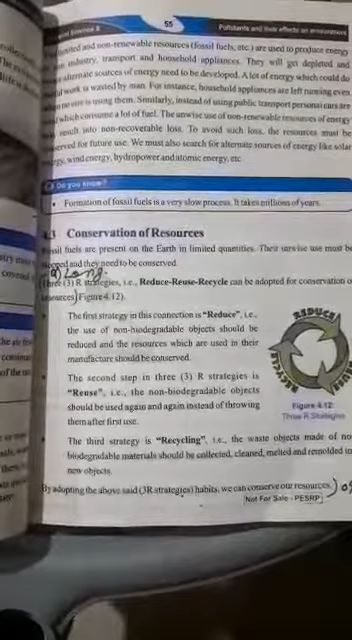 55
Pollutants and their effects on environment
and non-renewable resources (fossil fuels, etc.) are used to produce energy
industry, transport and household appliances. They will get depleted and
alternate sources of energy need to be developed. A lot of energy which could do
work is wasted by man. For instance, household appliances are left running even
no one is using them. Similarly, instead of using public transport personal cars are
which consume a lot of fuel. The unwise use of non-renewable resources of energy
result into non-recoverable loss. To avoid such loss, the resources must be
for future use. We must also search for alternate sources of energy like solar
wind energy, hydropower and atomic energy, etc.
Do you know?
• Formation of fossil fuels is a very slow process. It takes millions of years.
4.3 Conservation of Resources
Fossil fuels are present on the Earth in limited quantities. Their unwise use must be
stopped and they need to be conserved.
Long
Three (3) R strategies, i.e., Reduce-Reuse-Recycle can be adopted for conservation of
resources (Figure 4.12).
• The first strategy in this connection is “Reduce”, i.e.,
the use of non-biodegradable objects should be
reduced and the resources which are used in their
manufacture should be conserved.
• The second step in three (3) R strategies is
“Reuse”, i.e., the non-biodegradable objects
should be used again and again instead of throwing
them after first use.
REDUCE
REUSE
RECYCLE
Figure 4.12:
Three R Strategies
• The third strategy is “Recycling”, i.e., the waste objects made of no
biodegradable materials should be collected, cleaned, melted and remolded in
new objects.
By adopting the above said (3R strategies) habits, we can conserve our resources.
Not For Sale - PESRP